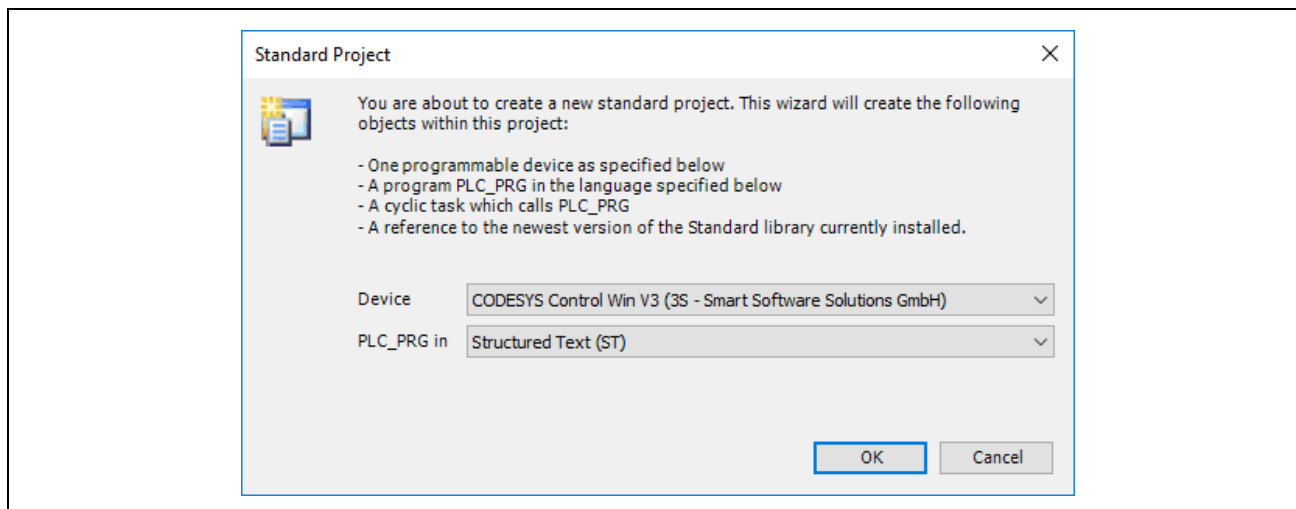 Standard Project
You are about to create a new standard project. This wizard will create the following
objects within this project:
- One programmable device as specified below
- A program PLC_PRG in the language specified below
- A cyclic task which calls PLC_PRG
- A reference to the newest version of the Standard library currently installed.
Device CODESYS Control Win V3 (3S - Smart Software Solutions GmbH)
PLC_PRG in Structured Text (ST)
OK Cancel